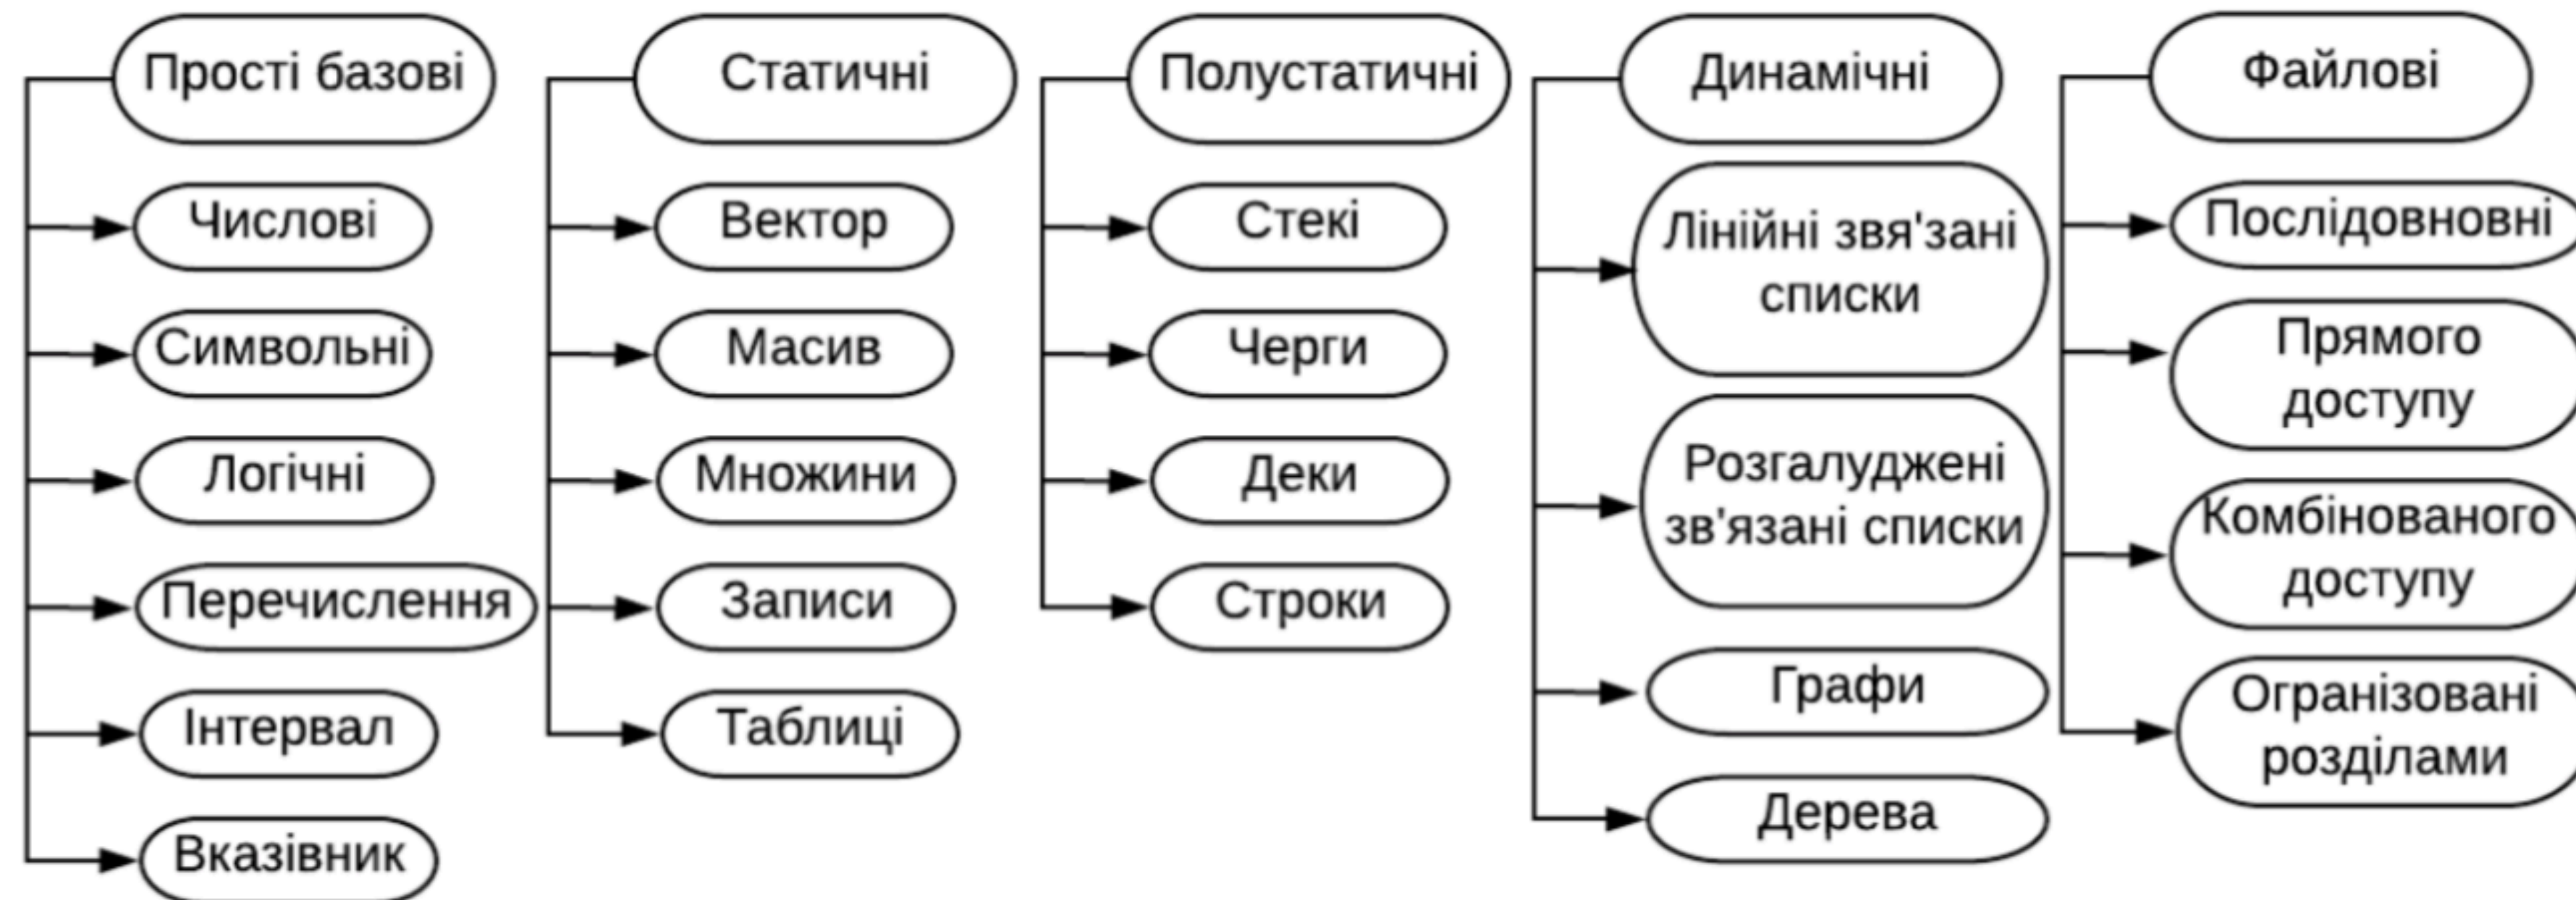 Прості базові
Числові
Символьні
Логічні
Перечислення
Інтервал
Вказівник
Статичні
Вектор
Масив
Множини
Записи
Таблиці
Полустатичні
Стекі
Черги
Деки
Строки
Динамічні
Лінійні звя'зані
списки
Розгалуджені
зв'язані списки
Графи
Дерева
Файлові
Послідовновні
Прямого
доступу
Комбінованого
доступу
Огранізовані
розділами